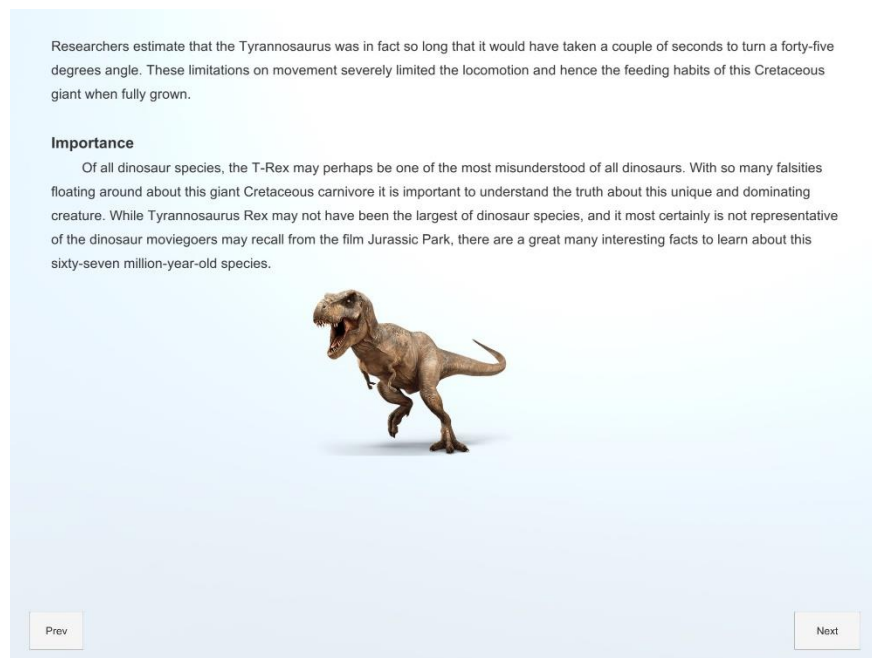 Researchers estimate that the Tyrannosaurus was in fact so long that it would have taken a couple of seconds to turn a forty-five
degrees angle. These limitations on movement severely limited the locomotion and hence the feeding habits of this Cretaceous
giant when fully grown.
Importance
Of all dinosaur species, the T-Rex may perhaps be one of the most misunderstood of all dinosaurs. With so many falsities
floating around about this giant Cretaceous carnivore it is important to understand the truth about this unique and dominating
creature. While Tyrannosaurus Rex may not have been the largest of dinosaur species, and it most certainly is not representative
of the dinosaur moviegoers may recall from the film Jurassic Park, there are a great many interesting facts to learn about this
sixty-seven million-year-old species.
Prev
Next